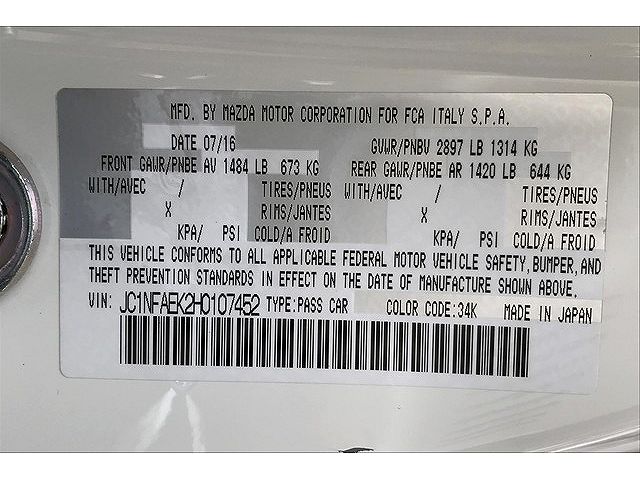 MFD. BY MAZDA MOTOR CORPORATION FOR FCA ITALY S.P.A.
DATE 07/16 GVWR/PNBV 2897 LB 1314 KG
FRONT GAWR/PNBE AV 1484 LB 673 KG REAR GAWR/PNBE AR 1420 LB 644 KG
WITH/AVEC / TIRES/PNEUS WITH/AVEC / TIRES/PNEUS
X RIMS/JANTES X RIMS/JANTES
KPA/ PSI COLD/A FROID KPA/ PSI COLD/A FROID
THIS VEHICLE CONFORMS TO ALL APPLICABLE FEDERAL MOTOR VEHICLE SAFETY, BUMPER, AND
THEFT PREVENTION STANDARDS IN EFFECT ON THE DATE OF MANUFACTURE SHOWN ABOVE.
VIN: JC1NFAEK2H0107452 TYPE:PASS CAR COLOR CODE:34K MADE IN JAPAN